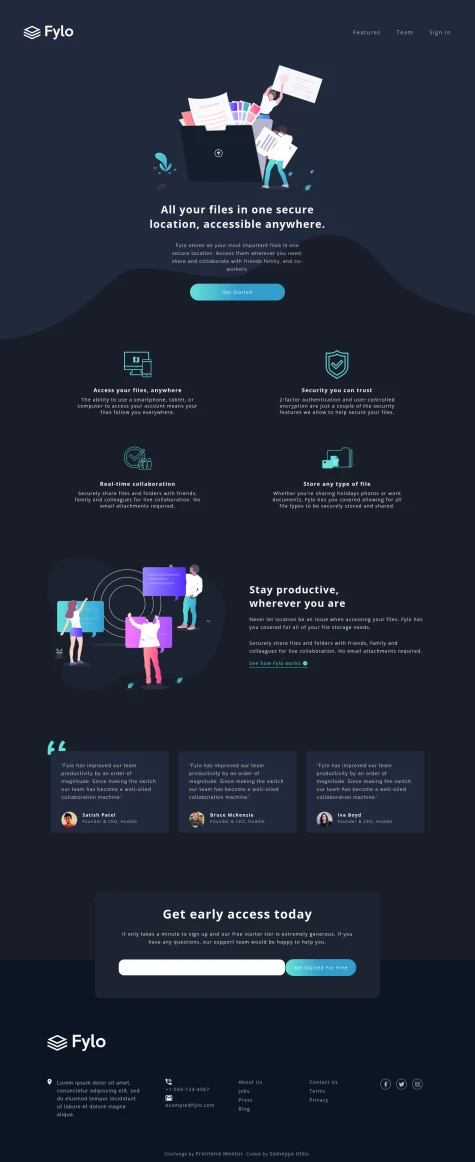 Fylo
Features Team Sign In
All your files in one secure
location, accessible anywhere.
Fylo stores all your most important files in one
secure location. Access them wherever you need,
share and collaborate with friends family, and co-
workers.
Get Started
Access your files, anywhere
The ability to use a smartphone, tablet, or
computer to access your account means your
files follow you everywhere.
Security you can trust
2-factor authentication and user-controlled
encryption are just a couple of the security
features we allow to help secure your files.
Real-time collaboration
Securely share files and folders with friends,
family and colleagues for live collaboration. No
email attachments required.
Store any type of file
Whether you're sharing holidays photos or work
documents, Fylo has you covered allowing for all
file types to be securely stored and shared.
Stay productive,
wherever you are
Never let location be an issue when accessing your files. Fylo has
you covered for all of your file storage needs.
Securely share files and folders with friends, family and
colleagues for live collaboration. No email attachments required.
See how Fylo works
"Fylo has improved our team
productivity by an order of
magnitude. Since making the switch
our team has become a well-oiled
collaboration machine."
Satish Patel
Founder & CEO, Huddle
"Fylo has improved our team
productivity by an order of
magnitude. Since making the switch
our team has become a well-oiled
collaboration machine."
Bruce McKenzie
Founder & CEO, Huddle
"Fylo has improved our team
productivity by an order of
magnitude. Since making the switch
our team has become a well-oiled
collaboration machine."
Iva Boyd
Founder & CEO, Huddle
Get early access today
It only takes a minute to sign up and our free starter tier is extremely generous. If you
have any questions, our support team would be happy to help you.
Get Started For Free
Fylo
Lorem ipsum dolor sit amet,
consectetur adipiscing elit, sed do
eiusmod tempor incididunt
ut labore et dolore magna
aliqua
+1-543-123-4567
example@fylo.com
About Us
Jobs
Press
Blog
Contact Us
Terms
Privacy
Challenge by Frontend Mentor. Coded by Sümeyya Utku.